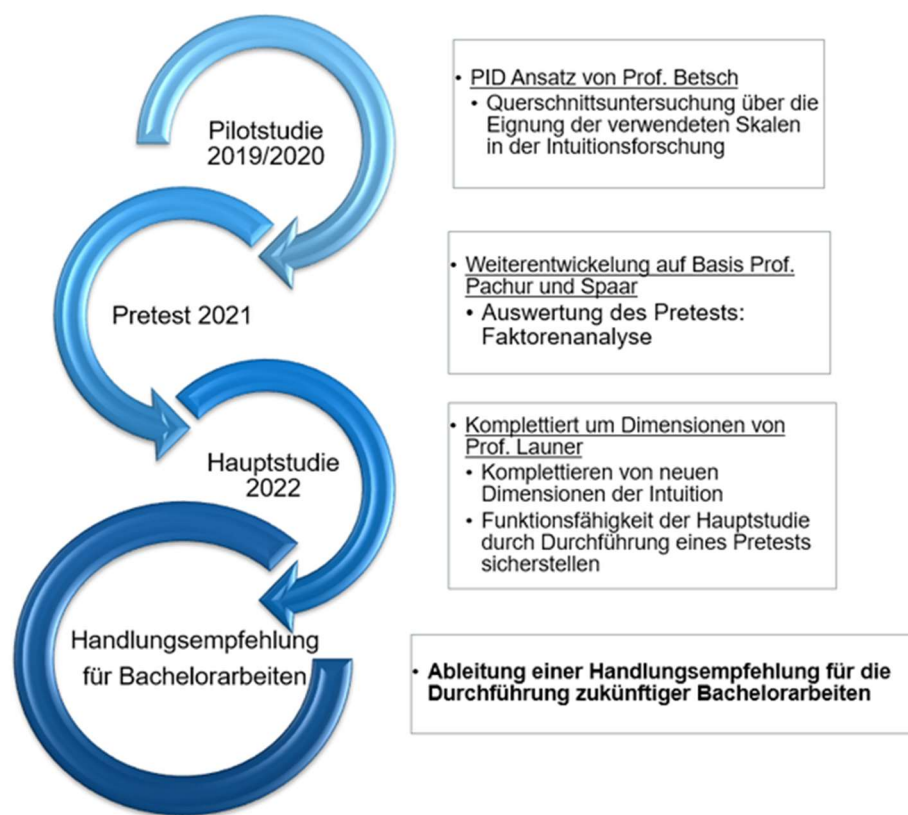 Pilotstudie
2019/2020
• PID Ansatz von Prof. Betsch
• Querschnittsuntersuchung über die
Eignung der verwendeten Skalen
in der Intuitionsforschung
Pretest 2021
• Weiterentwickelung auf Basis Prof.
Pachur und Spaar
• Auswertung des Pretests:
Faktorenanalyse
Hauptstudie
2022
• Komplettiert um Dimensionen von
Prof. Launer
• Komplettieren von neuen
Dimensionen der Intuition
• Funktionsfähigkeit der Hauptstudie
durch Durchführung eines Pretests
sicherstellen
Handlungsempfehlung
für Bachelorarbeiten
• Ableitung einer Handlungsempfehlung für die
Durchführung zukünftiger Bachelorarbeiten